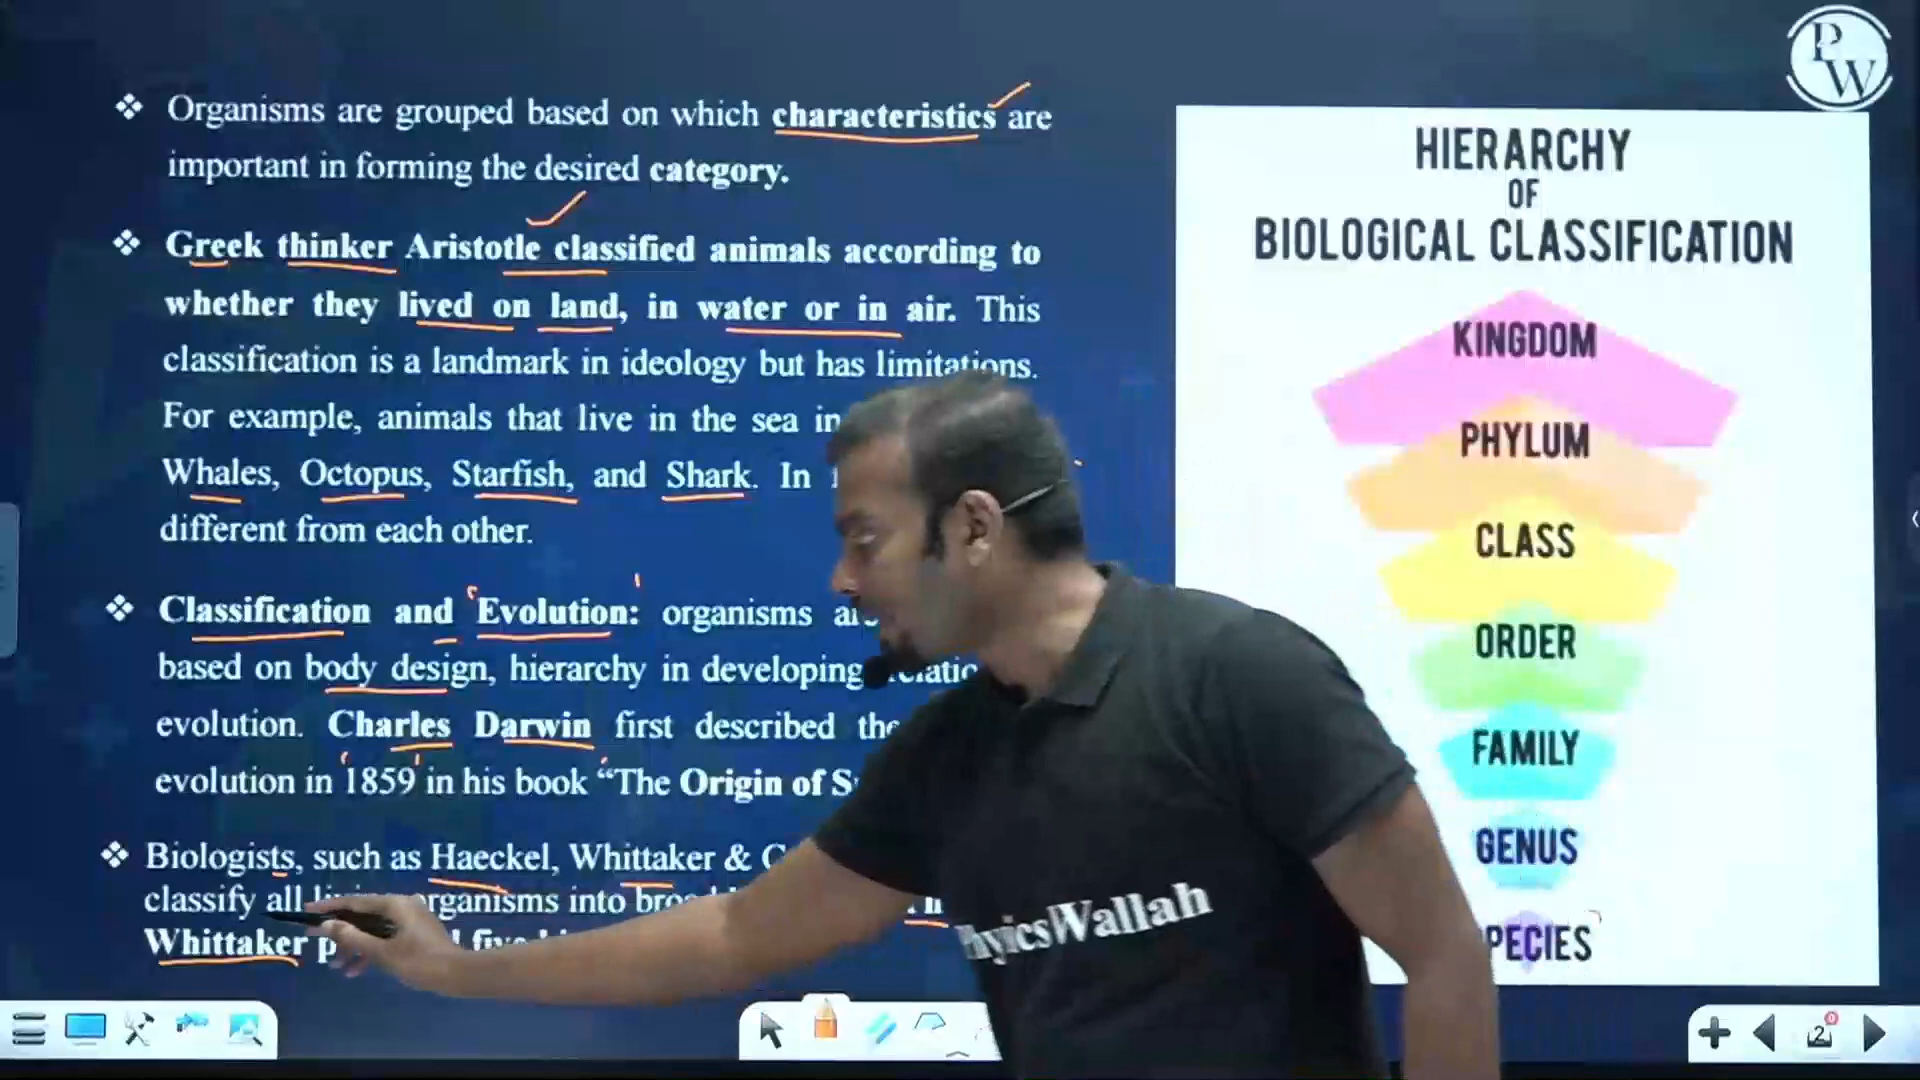 Organisms are grouped based on which characteristics are
important in forming the desired category.
Greek thinker Aristotle classified animals according to
whether they lived on land, in water or in air. This
classification is a landmark in ideology but has limitations.
For example, animals that live in the sea
Whales, Octopus, Starfish, and Shark. In
different from each other.
Classification and Evolution: organisms
based on body design, hierarchy in developing
evolution. Charles Darwin first described
evolution in 1859 in his book “The Origin of
Biologists, such as Haeckel, Whittaker &
classify all organisms into
Whittaker
PW
HIERARCHY
OF
BIOLOGICAL CLASSIFICATION
KINGDOM
PHYLUM
CLASS
ORDER
FAMILY
GENUS
PhysicsWallah
2
0